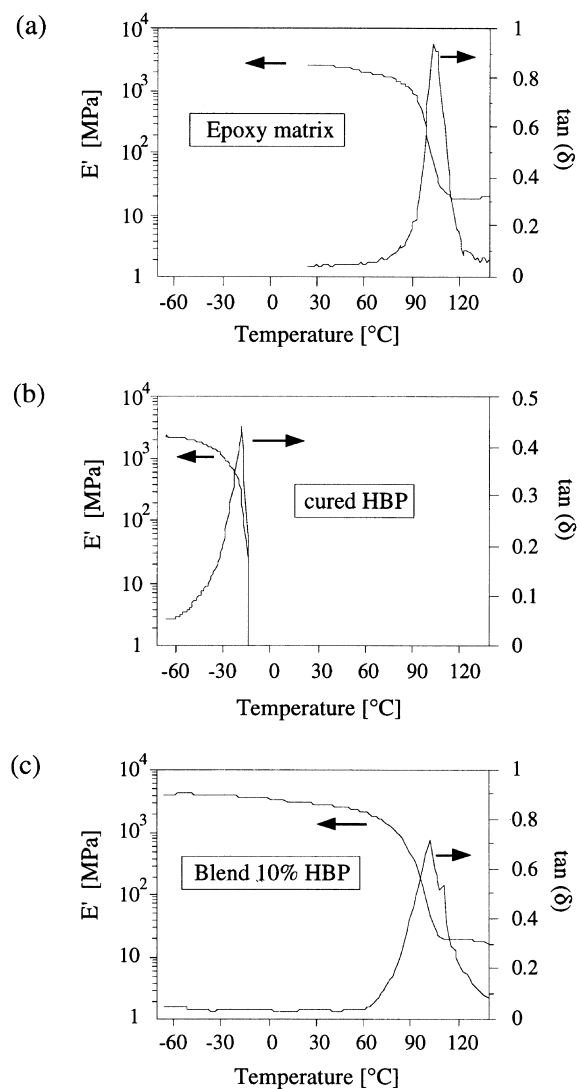 (a)
10^4
10^3
10^2
10
1
E' [MPa]
Epoxy matrix
1
0.8
0.6
0.4
0.2
0
tan (δ)
-60 -30 0 30 60 90 120
Temperature [°C]
(b)
10^4
10^3
10^2
10
1
E' [MPa]
cured HBP
0.5
0.4
0.3
0.2
0.1
0
tan (δ)
-60 -30 0 30 60 90 120
Temperature [°C]
(c)
10^4
10^3
10^2
10
1
E' [MPa]
Blend 10% HBP
1
0.8
0.6
0.4
0.2
0
tan (δ)
-60 -30 0 30 60 90 120
Temperature [°C]